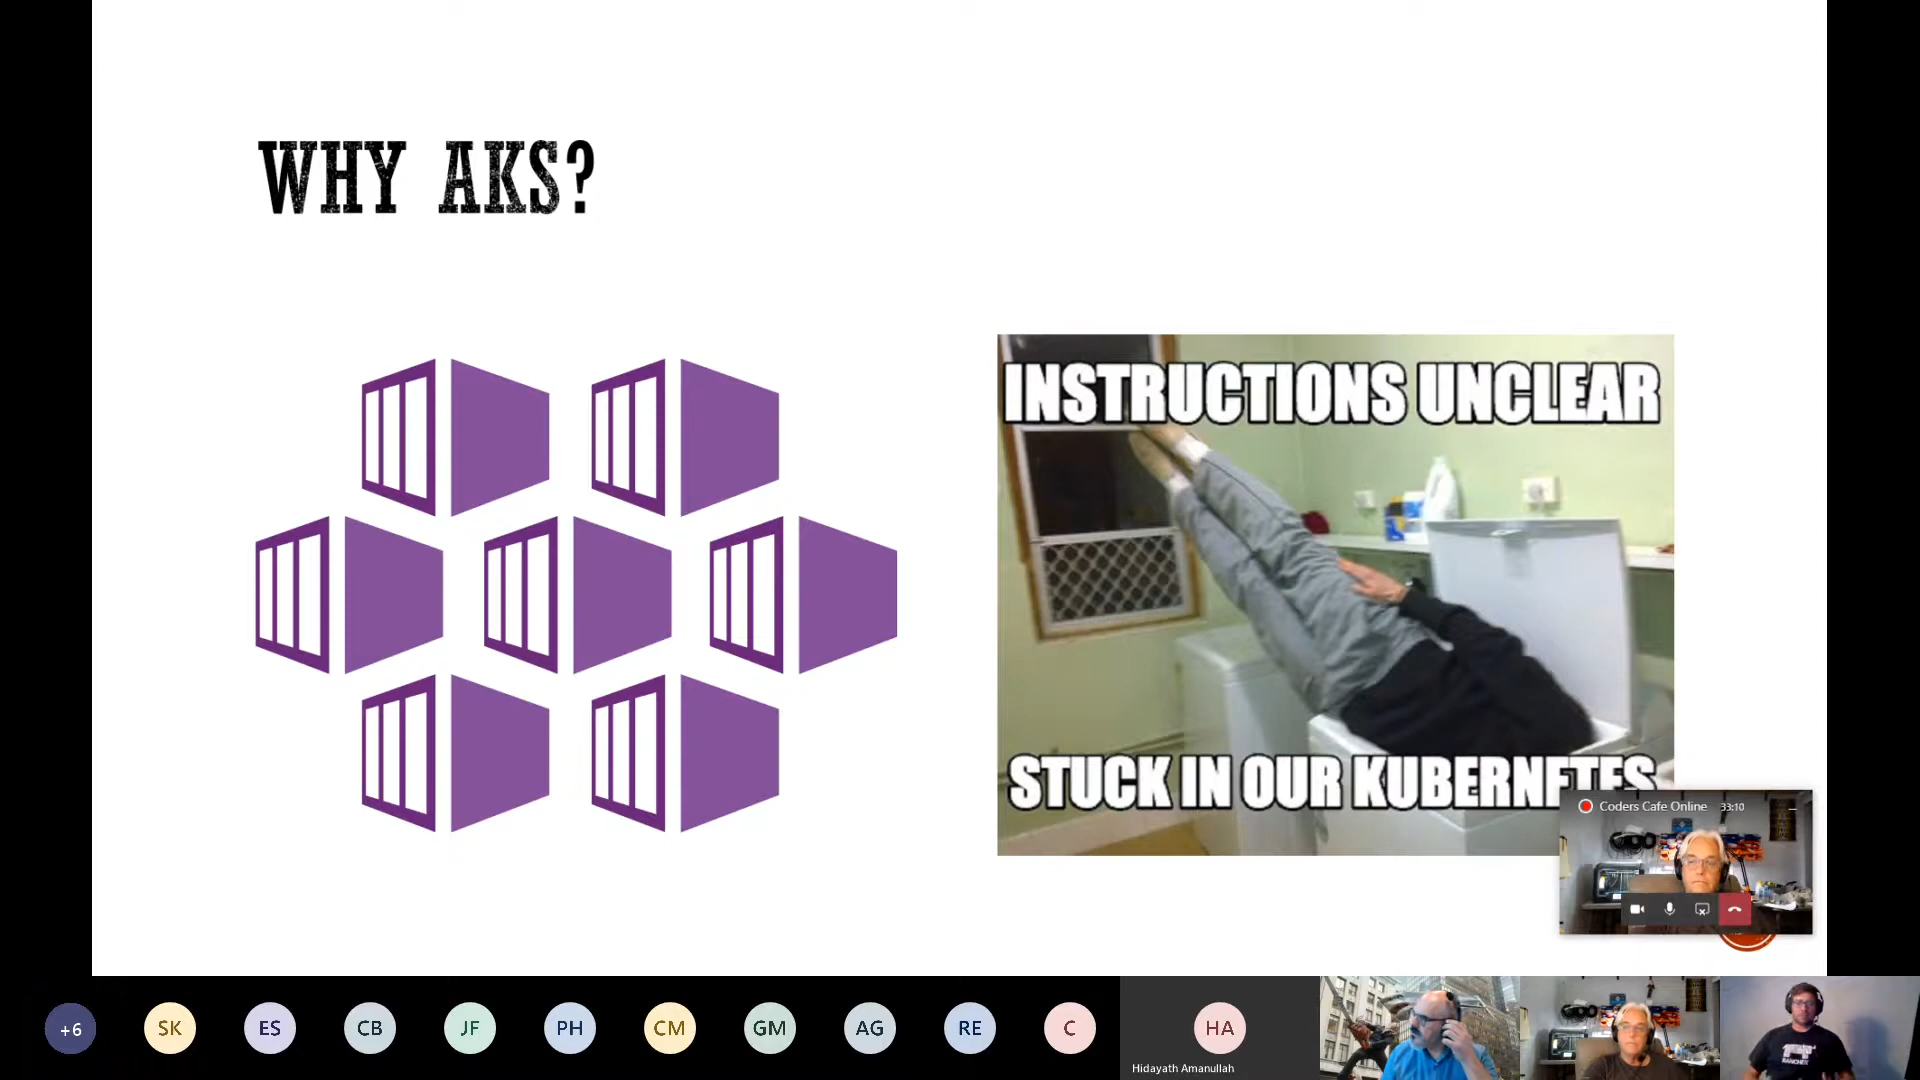 WHY AKS?
INSTRUCTIONS UNCLEAR
STUCK IN OUR KUBERNETES
Coders Cafe Online 33:10
+6 SK ES CB JF PH CM GM AG RE C HA
Hidayath Amanullah
RANCHER